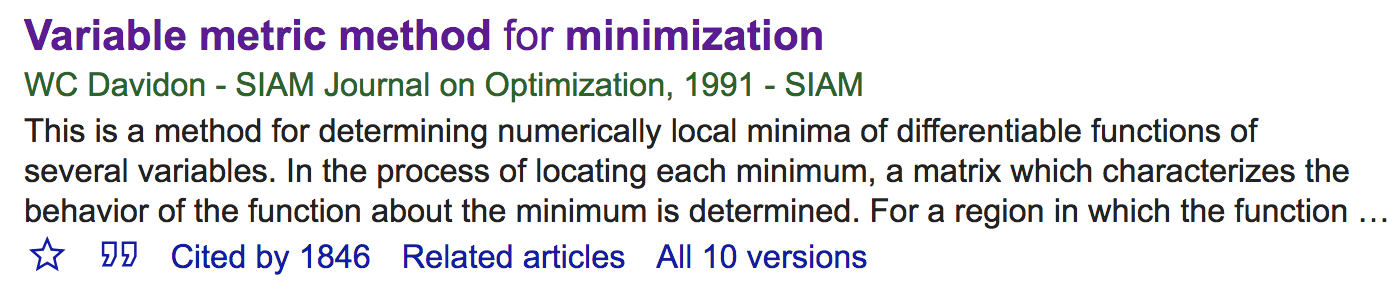 Variable metric method for minimization
WC Davidon - SIAM Journal on Optimization, 1991 - SIAM
This is a method for determining numerically local minima of differentiable functions of
several variables. In the process of locating each minimum, a matrix which characterizes the
behavior of the function about the minimum is determined. For a region in which the function …
Cited by 1846 Related articles All 10 versions